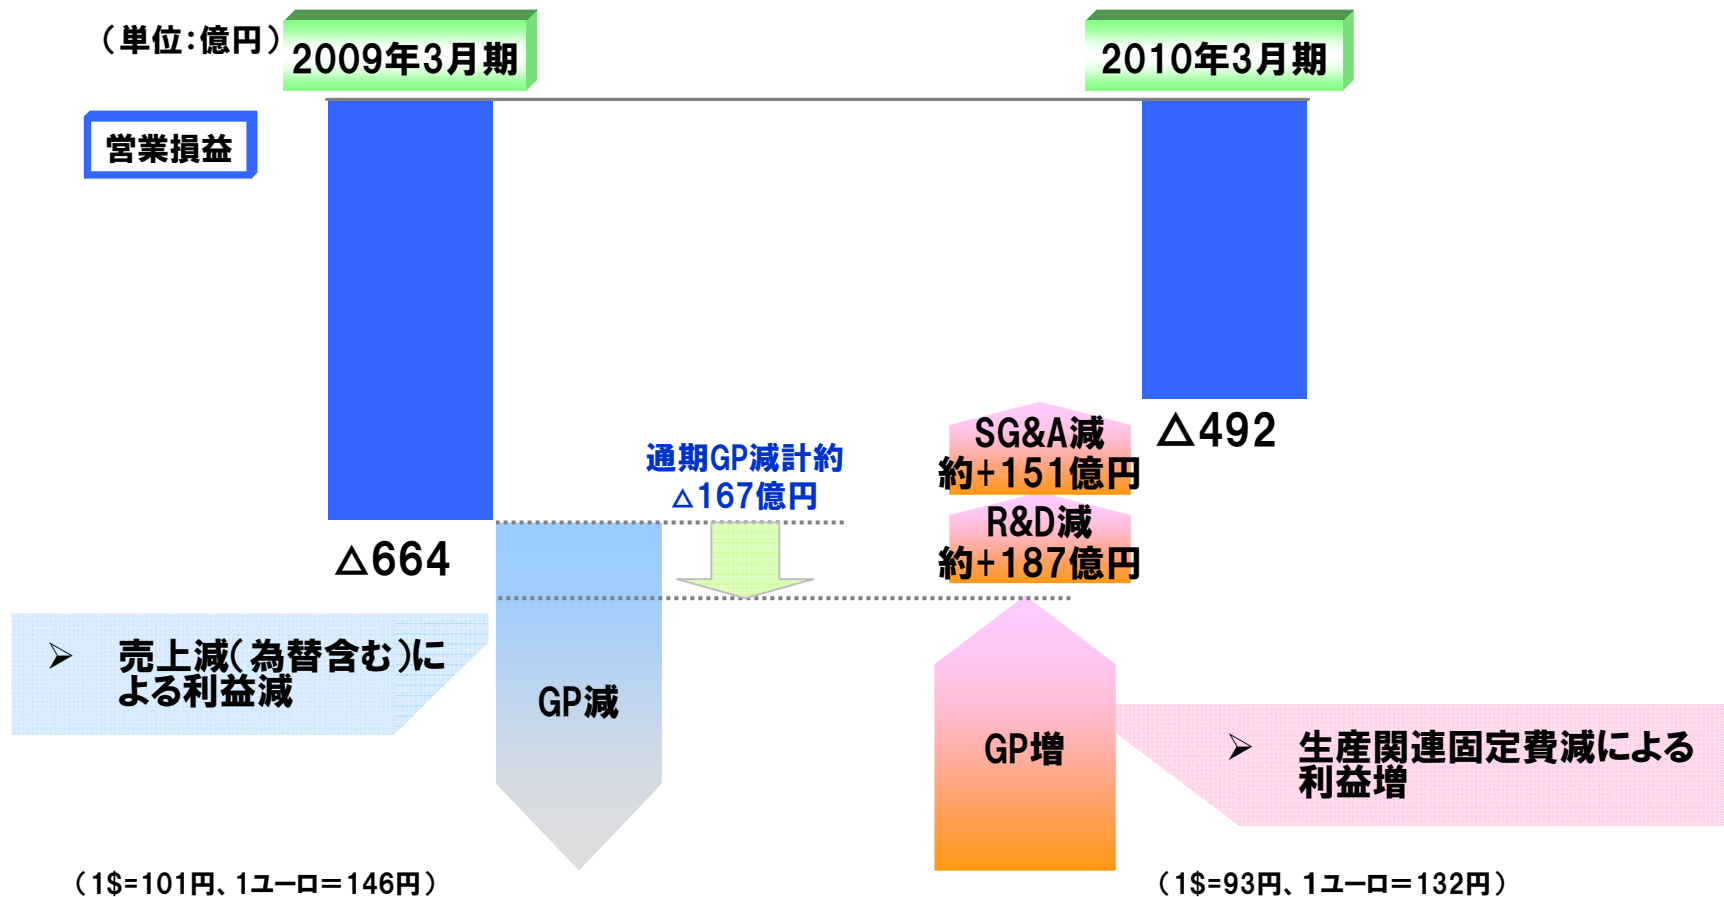 （単位：億円）
2009年3月期
2010年3月期
営業損益
△664
△492
通期GP減計約
△167億円
SG&A減
約+151億円
R&D減
約+187億円
➢ 売上減（為替含む）に
よる利益減
GP減
GP増
➢ 生産関連固定費減による
利益増
（1$=101円、1ユーロ＝146円）
（1$=93円、1ユーロ＝132円）